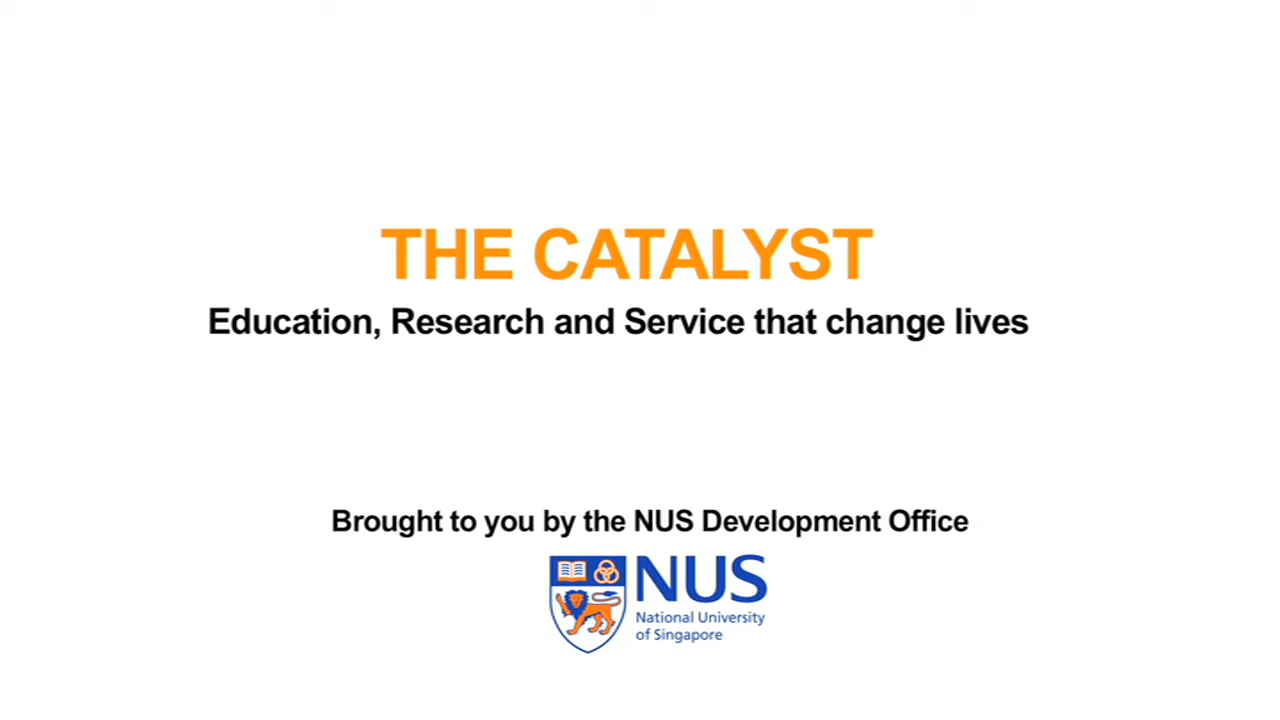 THE CATALYST
Education, Research and Service that change lives
Brought to you by the NUS Development Office
NUS
National University
of Singapore